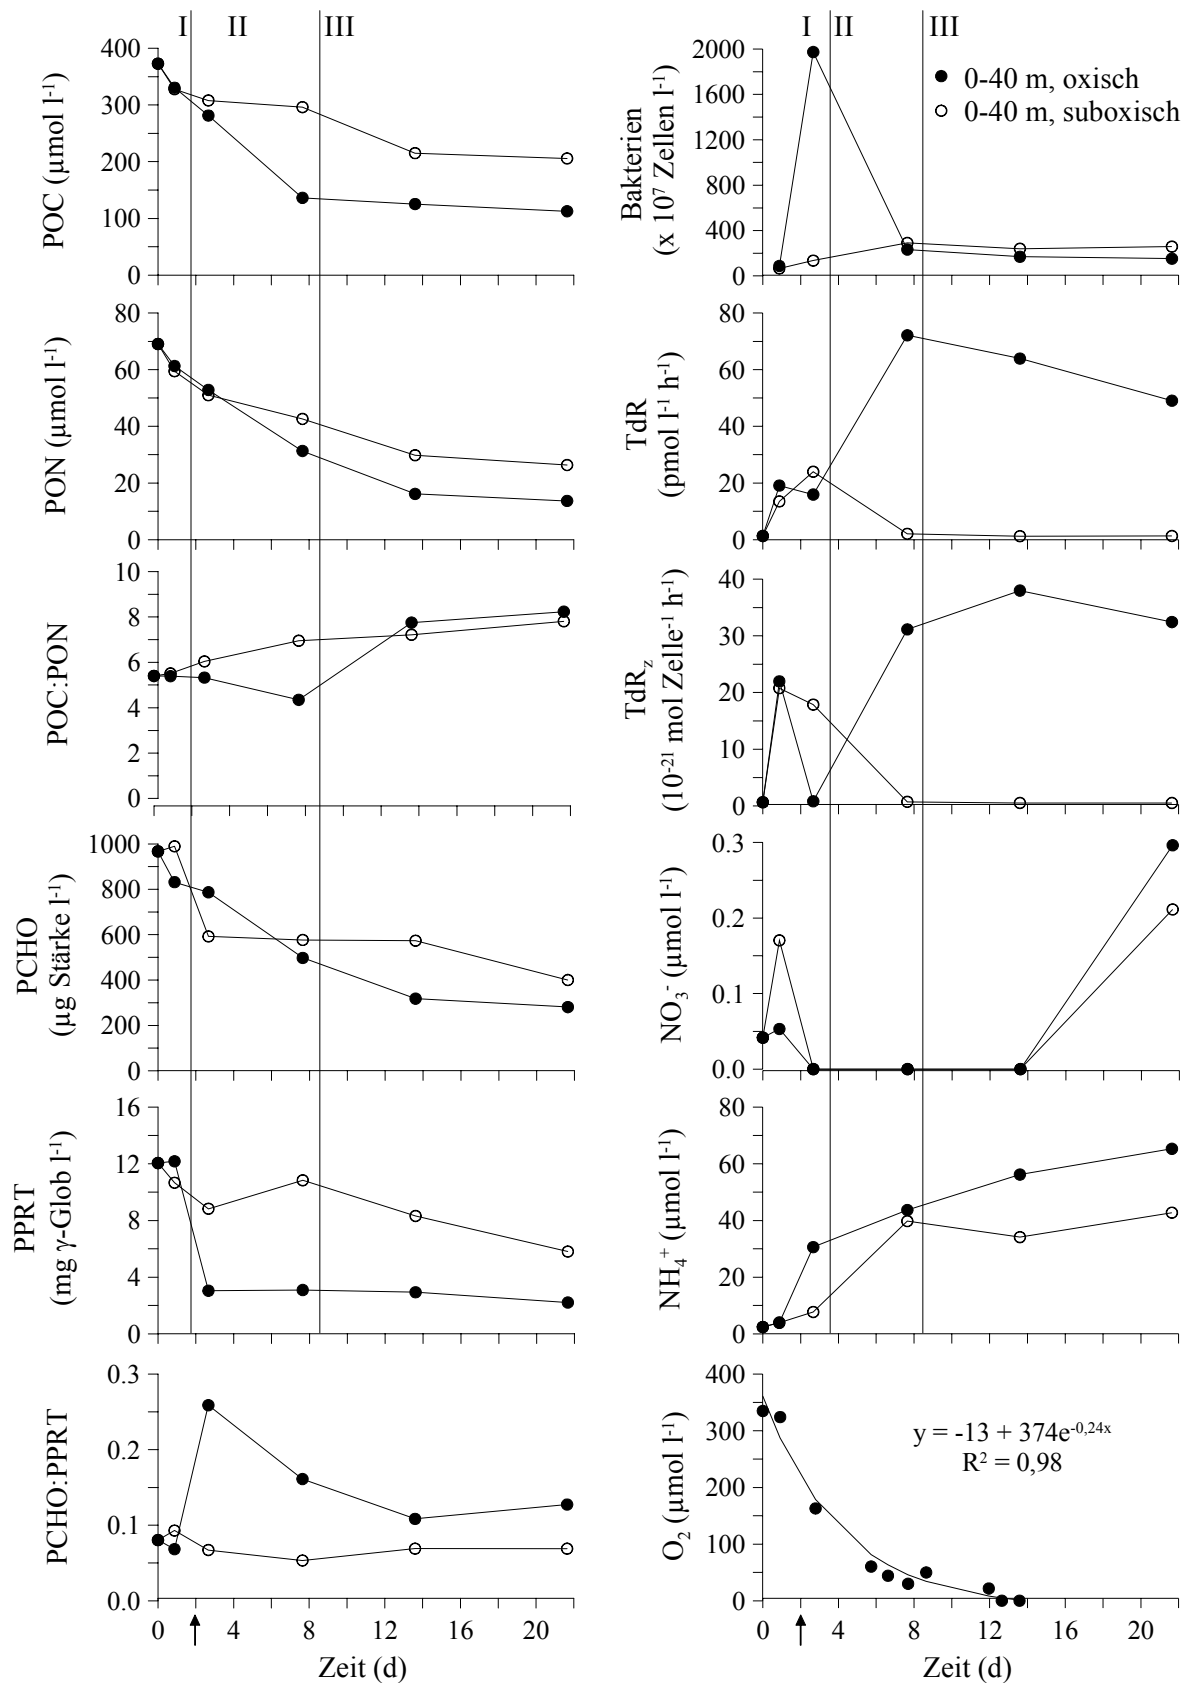 I II III
400
300
200
100
0
POC (µmol l⁻¹)
80
60
40
20
0
PON (µmol l⁻¹)
10
8
6
4
2
0
POC:PON
1000
800
600
400
200
0
PCHO
(µg Stärke l⁻¹)
16
12
8
4
0
PPRT
(mg γ-Glob l⁻¹)
0.3
0.2
0.1
0.0
PCHO:PPRT
0 4 8 12 16 20
Zeit (d)
I II III
0-40 m, oxisch
0-40 m, suboxisch
2000
1600
1200
800
400
0
Bakterien
(x 10⁷ Zellen l⁻¹)
80
60
40
20
0
TdR
(pmol l⁻¹ h⁻¹)
40
30
20
10
0
TdR_z
(10⁻²¹ mol Zelle⁻¹ h⁻¹)
0.3
0.2
0.1
0.0
NO₃⁻ (µmol l⁻¹)
80
60
40
20
0
NH₄⁺ (µmol l⁻¹)
400
300
200
100
0
O₂ (µmol l⁻¹)
y = -13 + 374e⁻⁰,²⁴ˣ
R² = 0,98
0 4 8 12 16 20
Zeit (d)